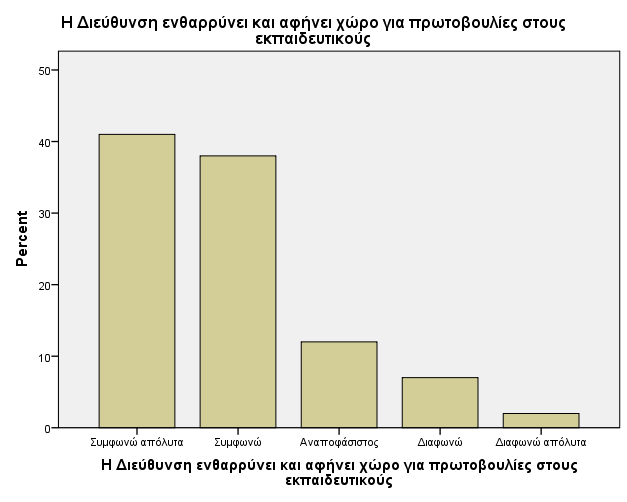 Η Διεύθυνση ενθαρρύνει και αφήνει χώρο για πρωτοβουλίες στους
εκπαιδευτικούς
50
40
30
20
10
0
Percent
Συμφωνώ απόλυτα
Συμφωνώ
Αναποφάσιστος
Διαφωνώ
Διαφωνώ απόλυτα
Η Διεύθυνση ενθαρρύνει και αφήνει χώρο για πρωτοβουλίες στους
εκπαιδευτικούς